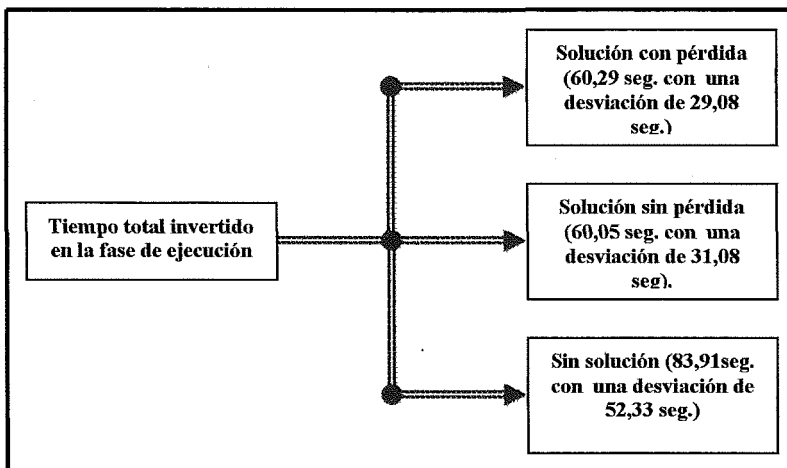 Solución con pérdida
(60,29 seg. con una
desviación de 29,08
seg.)
Tiempo total invertido
en la fase de ejecución
Solución sin pérdida
(60,05 seg. con una
desviación de 31,08
seg).
Sin solución (83,91seg.
con una desviación de
52,33 seg.)